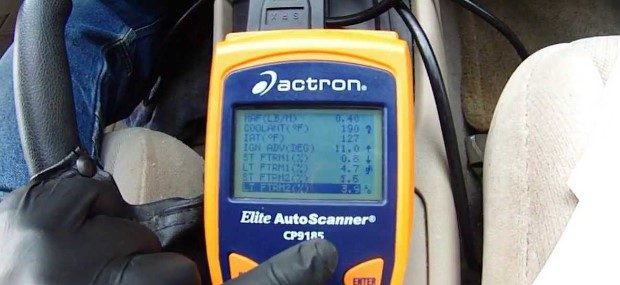 actron®
MAF(LB/M) 0.40
COOLANT(°F) 190
IAT(°F) 127
IGN ADV(DEG) 11.0
ST FTRM1(%) 0.8
LT FTRM1(%) 4.7
ST FTRM2(%) 1.6
LT FTRM2(%) 3.9
Elite AutoScanner®
CP9185
ENTER